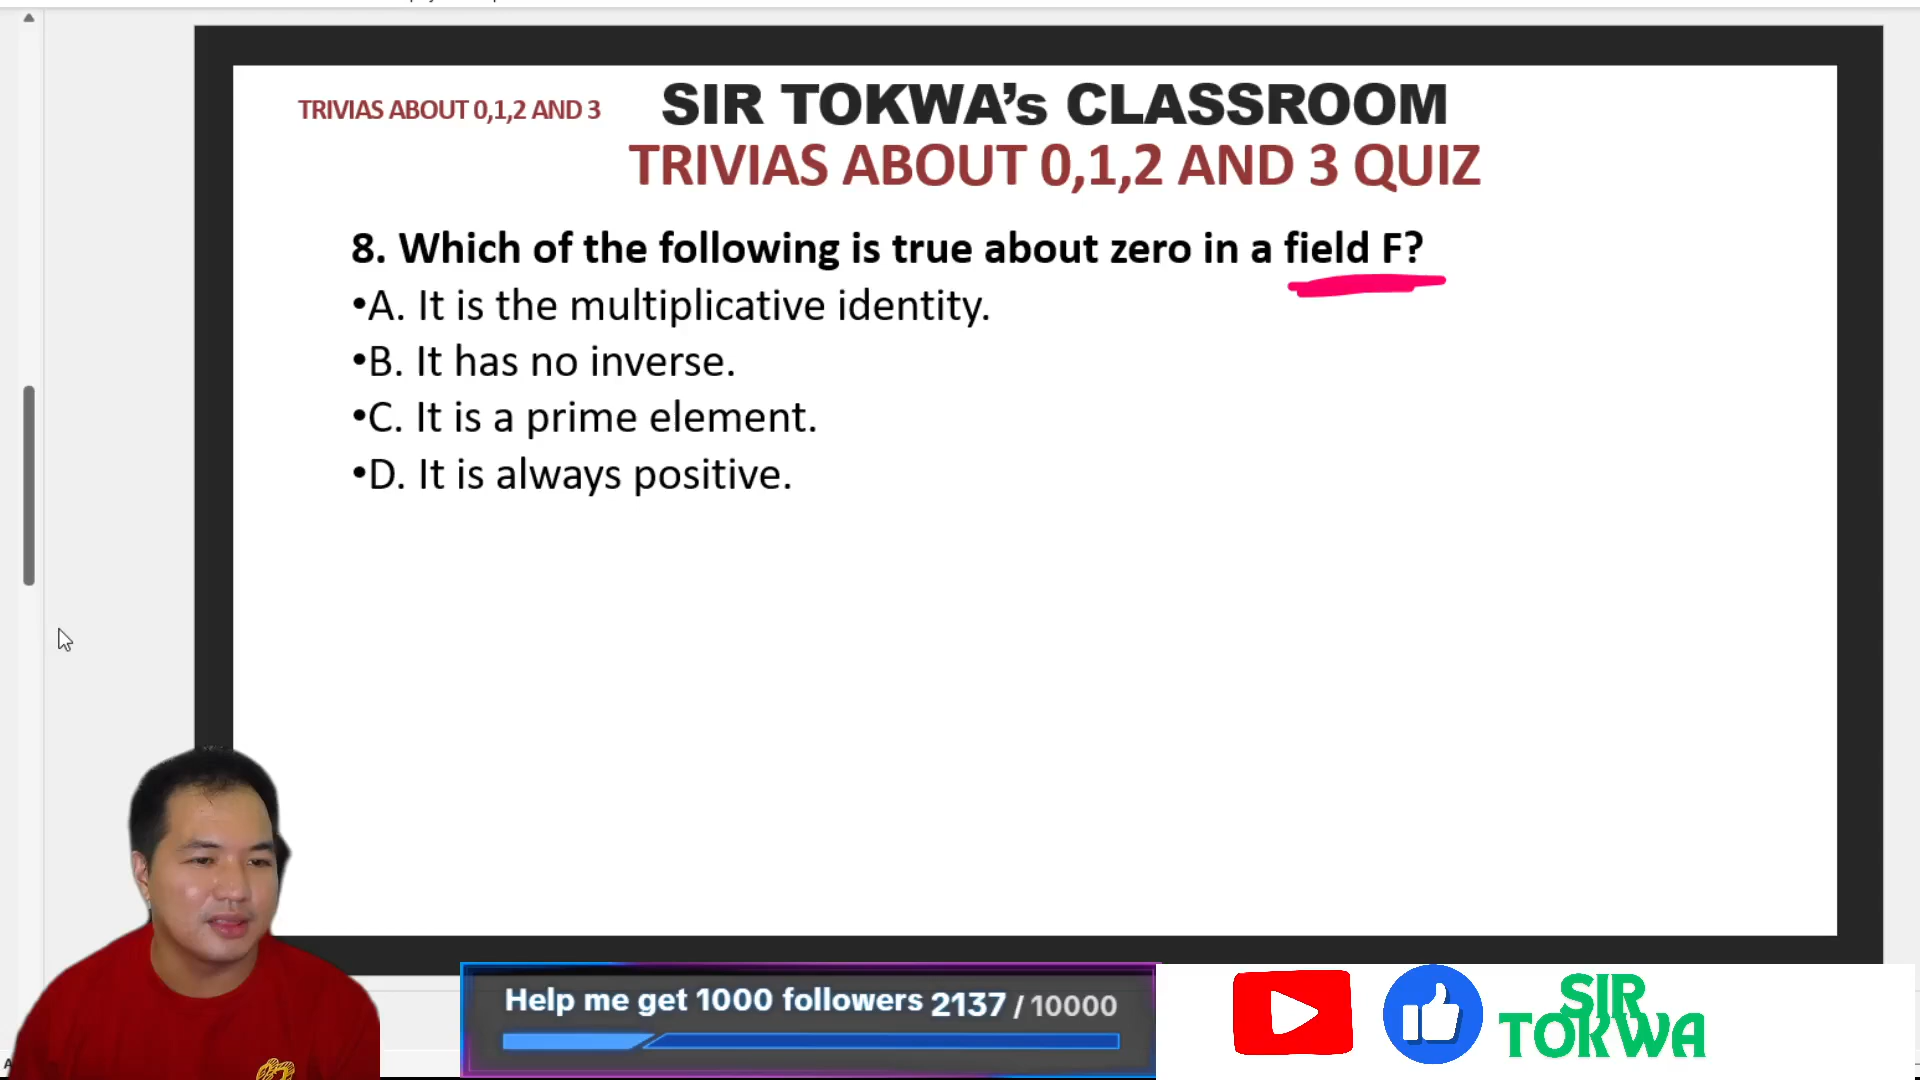 TRIVIAS ABOUT 0,1,2 AND 3
SIR TOKWA's CLASSROOM
TRIVIAS ABOUT 0,1,2 AND 3 QUIZ
8. Which of the following is true about zero in a field F?
•A. It is the multiplicative identity.
•B. It has no inverse.
•C. It is a prime element.
•D. It is always positive.
Help me get 1000 followers 2137 / 10000
SIR
TOKWA